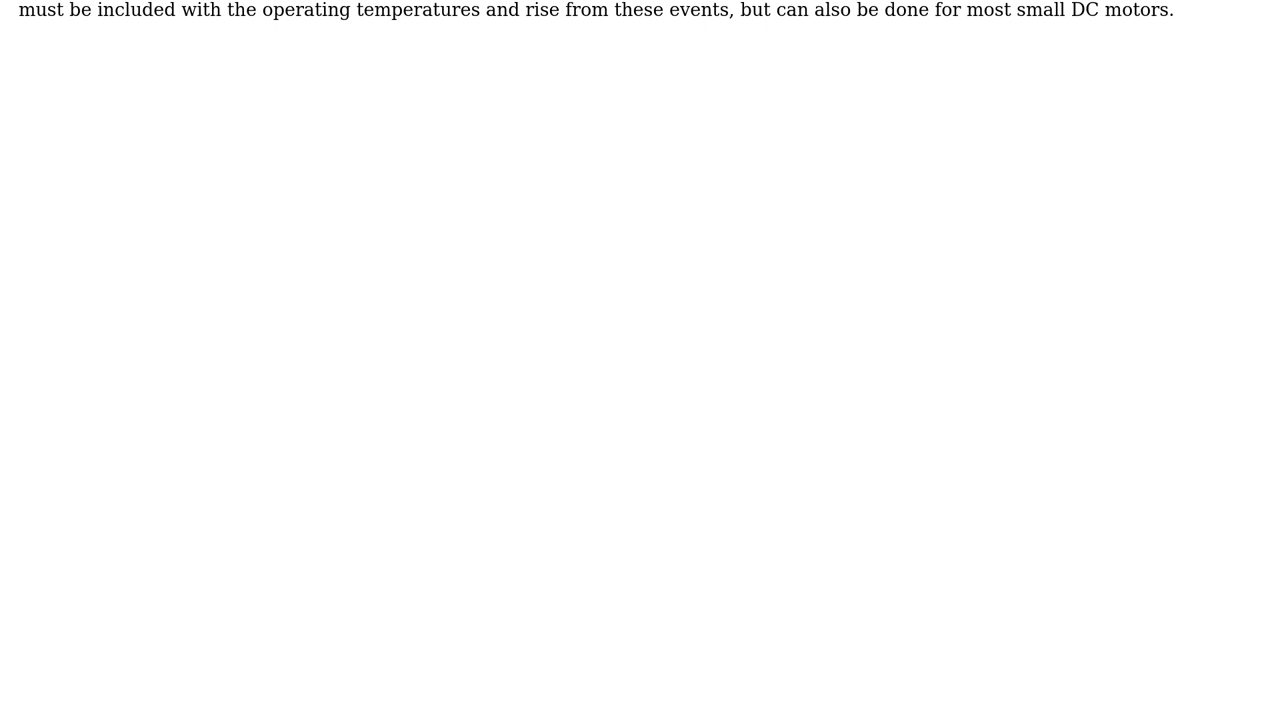 must be included with the operating temperatures and rise from these events, but can also be done for most small DC motors.